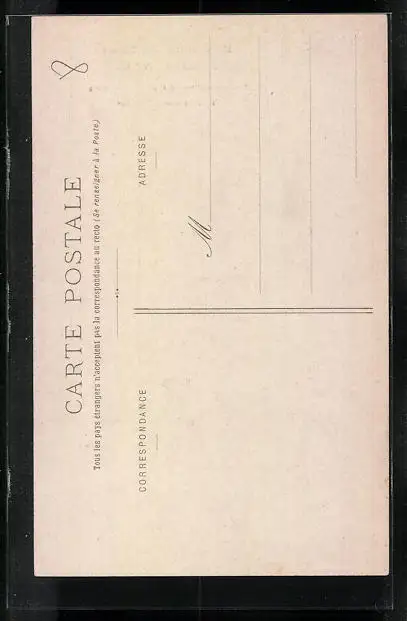 CARTE POSTALE
Tous les pays étrangers n'acceptent pas la correspondance au recto (Se renseigner à la Poste)
CORRESPONDANCE
ADRESSE
M